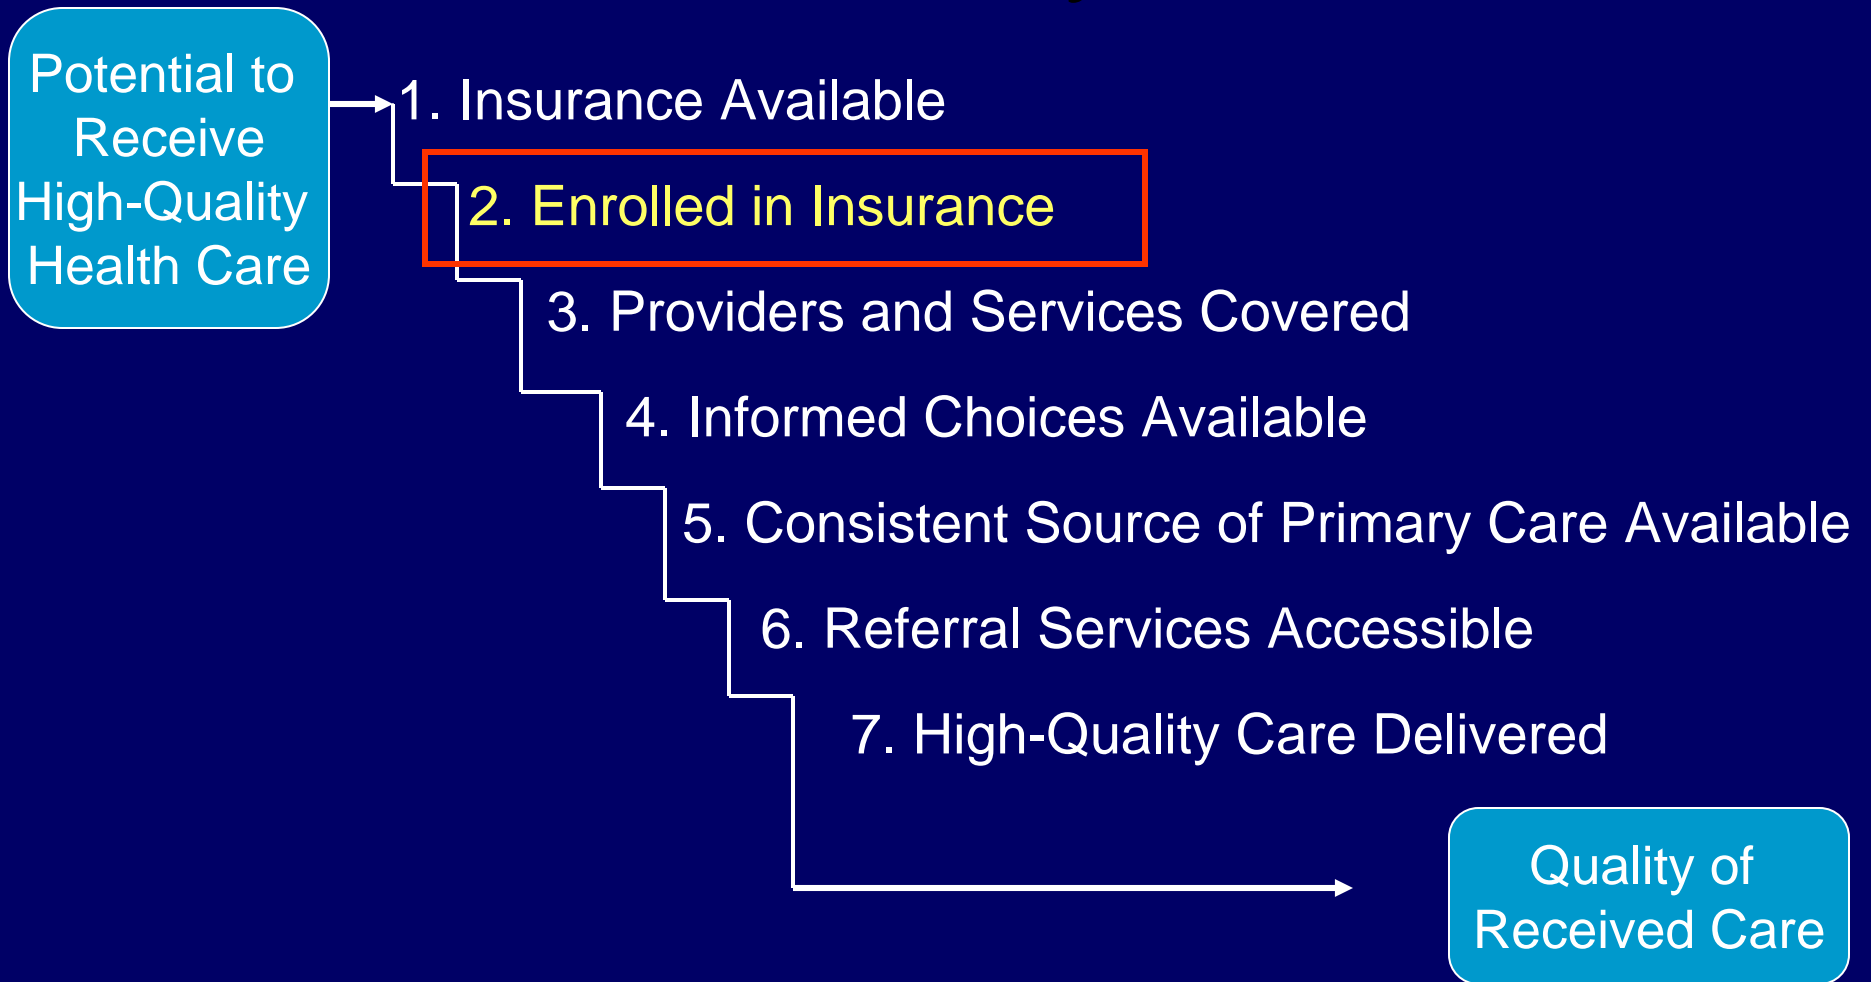 Potential to
Receive
High-Quality
Health Care
1. Insurance Available
2. Enrolled in Insurance
3. Providers and Services Covered
4. Informed Choices Available
5. Consistent Source of Primary Care Available
6. Referral Services Accessible
7. High-Quality Care Delivered
Quality of
Received Care